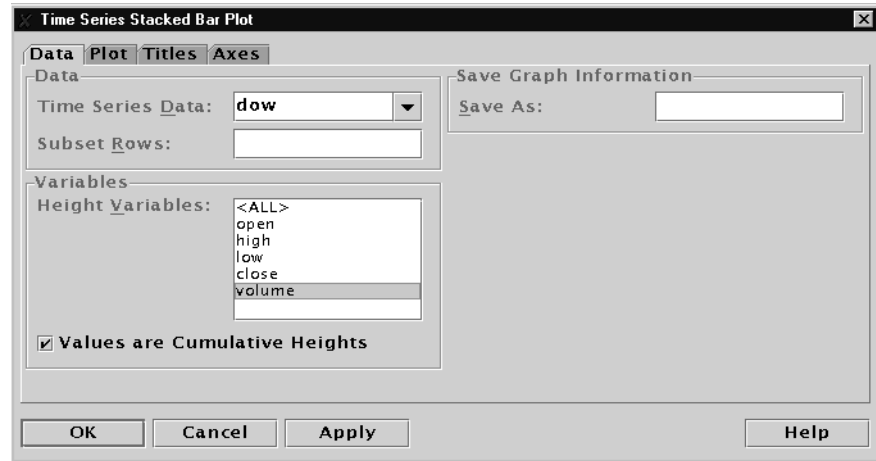 Time Series Stacked Bar Plot
Data Plot Titles Axes
Data
Time Series Data: dow
Subset Rows:
Variables
Height Variables:
<ALL>
open
high
low
close
volume
Values are Cumulative Heights
Save Graph Information
Save As:
OK Cancel Apply Help